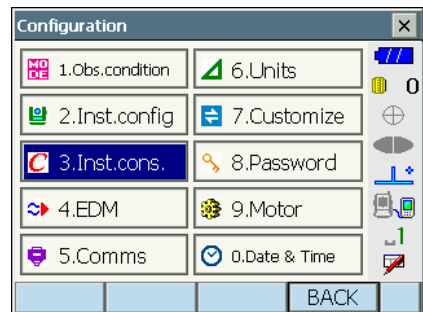 Configuration
MODE 1.Obs.condition
6.Units
2.Inst.config
7.Customize
C 3.Inst.cons.
8.Password
4.EDM
9.Motor
5.Comms
0.Date & Time
0
1
BACK